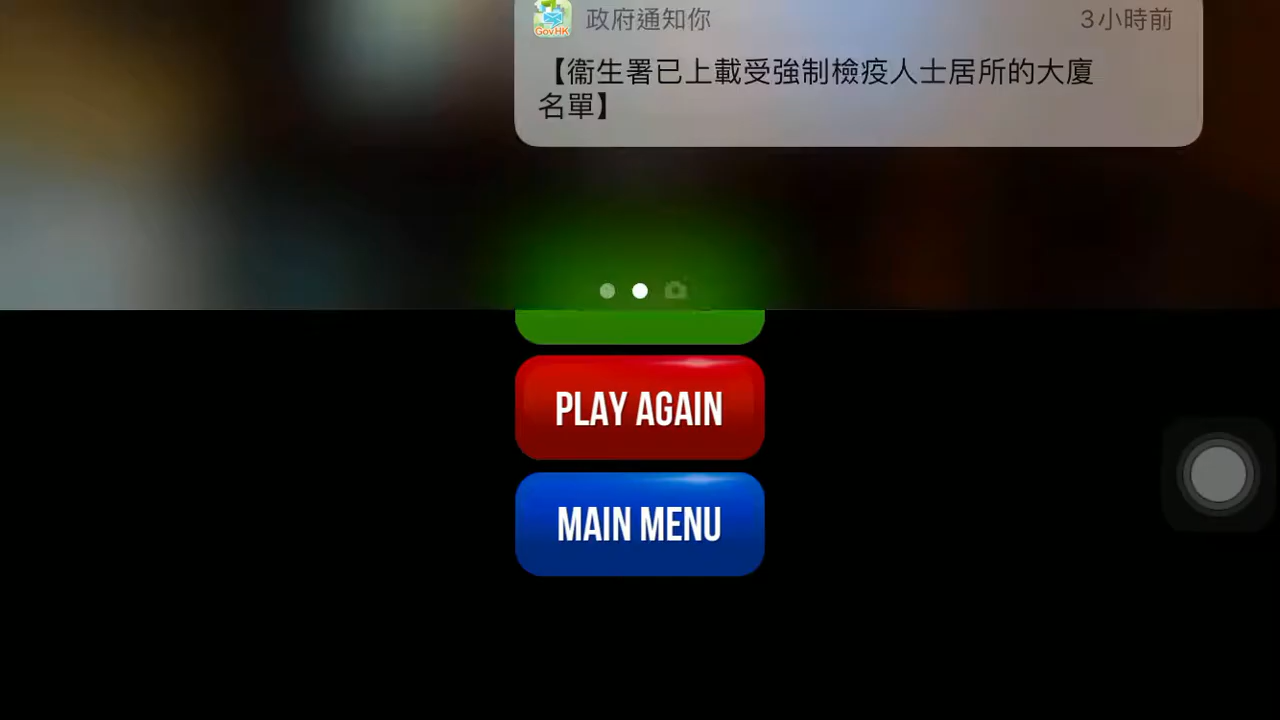 GovHK
政府通知你
3小時前
【衞生署已上載受強制檢疫人士居所的大廈
名單】
PLAY AGAIN
MAIN MENU